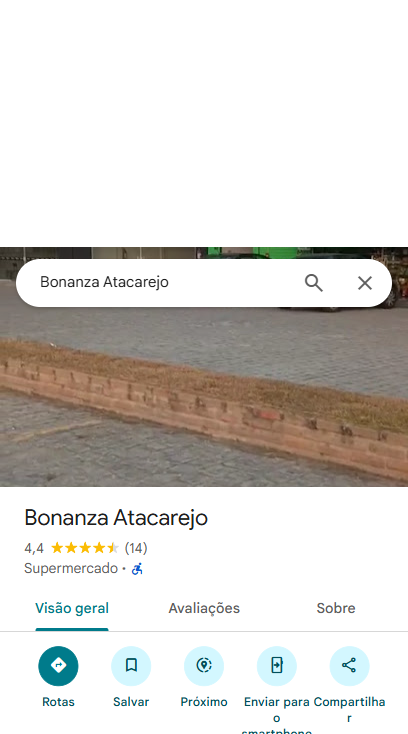 Bonanza Atacarejo
Bonanza Atacarejo
4,4 (14)
Supermercado ·
Visão geral Avaliações Sobre
Rotas Salvar Próximo Enviar para o smartphone Compartilhar